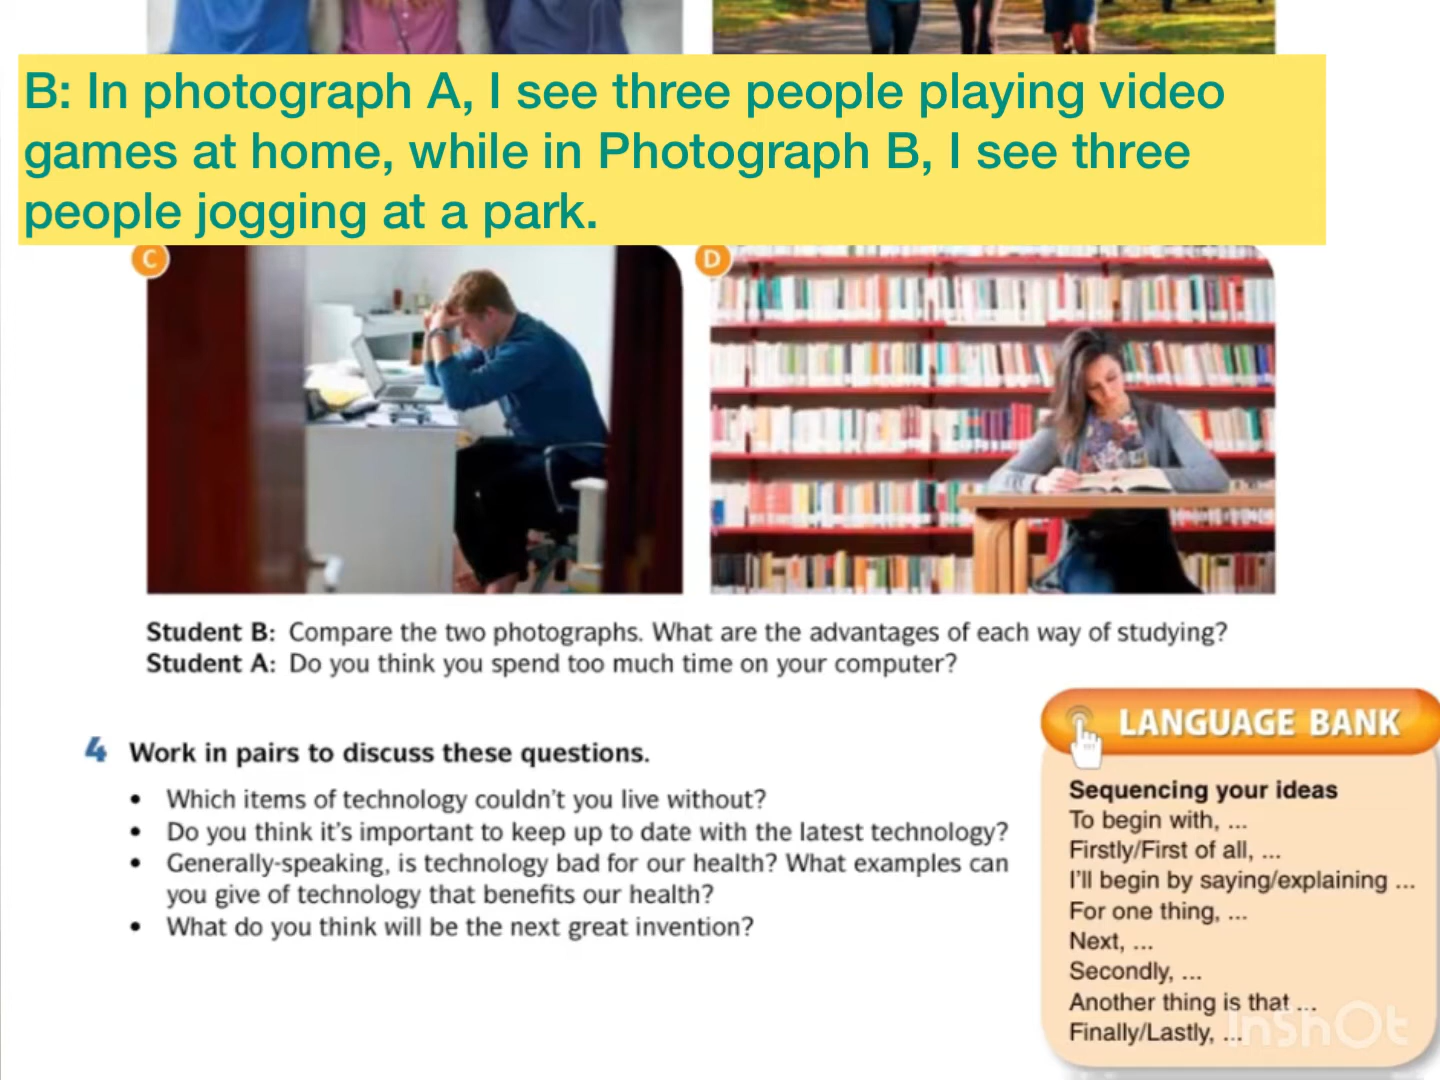 B: In photograph A, I see three people playing video
games at home, while in Photograph B, I see three
people jogging at a park.
C
D
Student B: Compare the two photographs. What are the advantages of each way of studying?
Student A: Do you think you spend too much time on your computer?
4 Work in pairs to discuss these questions.
• Which items of technology couldn't you live without?
• Do you think it's important to keep up to date with the latest technology?
• Generally-speaking, is technology bad for our health? What examples can
you give of technology that benefits our health?
• What do you think will be the next great invention?
LANGUAGE BANK
Sequencing your ideas
To begin with, ...
Firstly/First of all, ...
I'll begin by saying/explaining ...
For one thing, ...
Next, ...
Secondly, ...
Another thing is that ...
Finally/Lastly, ...
InShOt